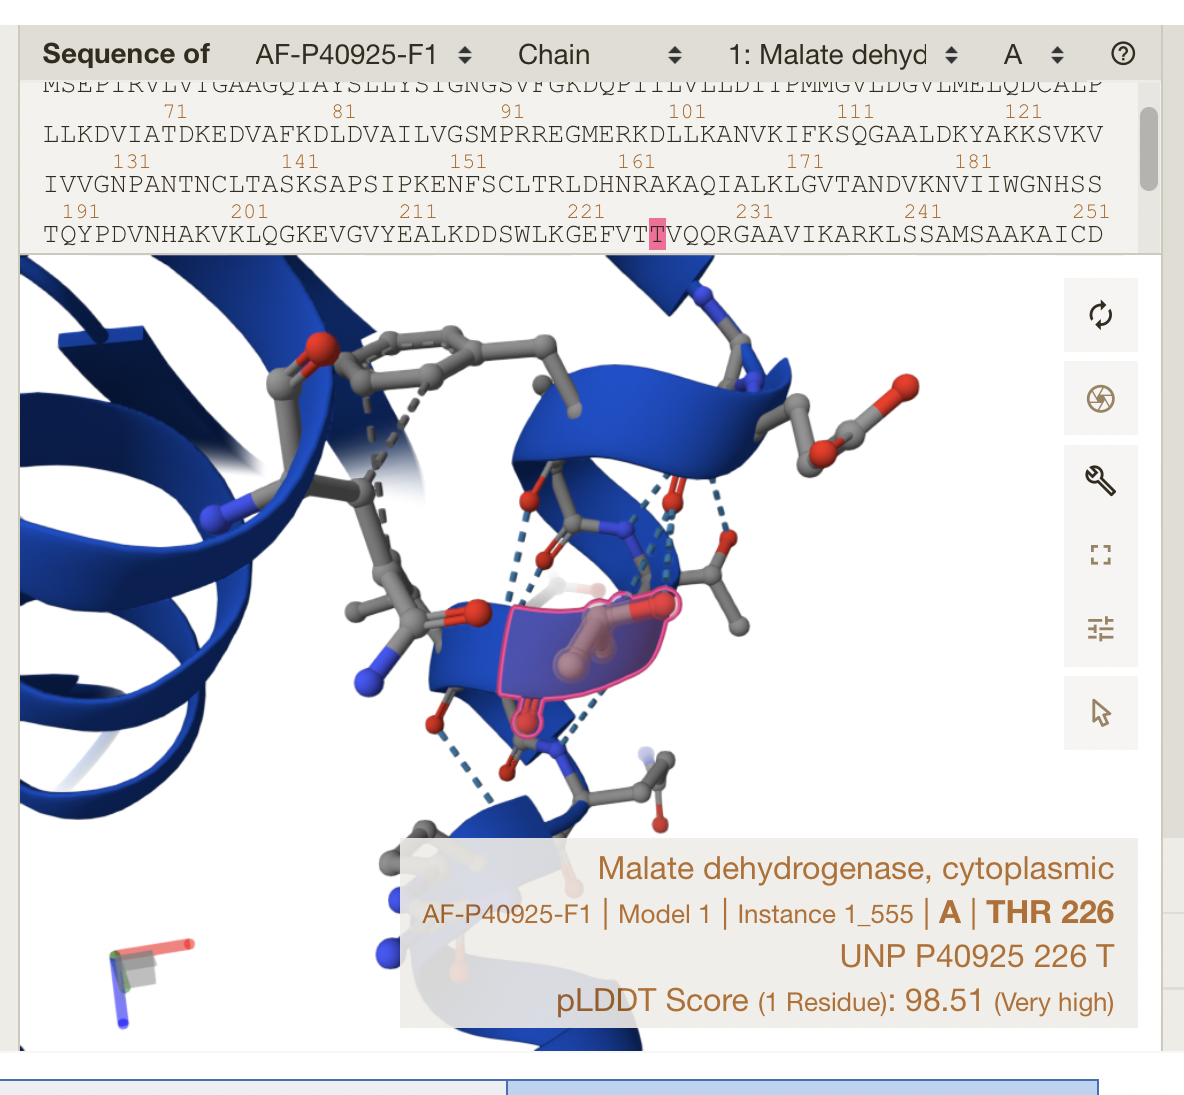 Sequence of AF-P40925-F1 Chain 1: Malate dehyd A
MSEPIRVLVTGAAGQIAYSLLYSIGNGSVFGKDQPIILVLLDITPMMGVLDGVLMELQDCALP
71 81 91 101 111 121
LLKDVIATDKEDVAFKDLDVAILVGSMPRREGMERKDLLKANVKIFKSQGAALDKYAKKSVKV
131 141 151 161 171 181
IVVGNPANTNCLTASKSAPSIPKENFSCLTRLDHNRAKAQIALKLGVTANDVKNVIIWGNHSS
191 201 211 221 231 241 251
TQYPDVNHAKVKLQGKEVGVYEALKDDSWLKGEFVTTVQQRGAAVIKARKLSSAMSAAKAICD
Malate dehydrogenase, cytoplasmic
AF-P40925-F1 | Model 1 | Instance 1_555 | A | THR 226
UNP P40925 226 T
pLDDT Score (1 Residue): 98.51 (Very high)